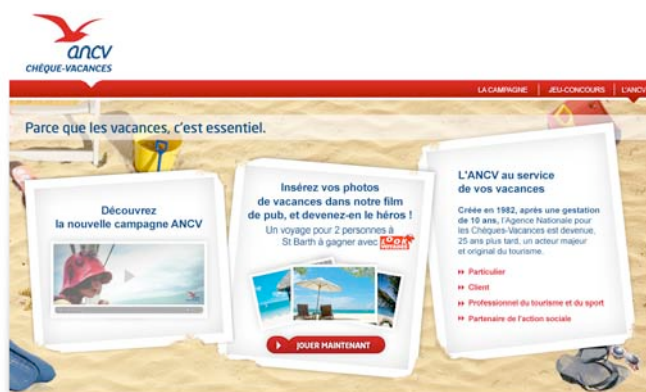 ancv
CHÈQUE-VACANCES
LA CAMPAGNE
JEU-CONCOURS
L'ANCV
Parce que les vacances, c'est essentiel.
Découvrez
la nouvelle campagne ANCV
Insérez vos photos
de vacances dans notre film
de pub, et devenez-en le héros !
Un voyage pour 2 personnes à
St Barth à gagner avec LOOK
VOYAGES
JOUER MAINTENANT
L'ANCV au service
de vos vacances
Créée en 1982, après une gestation
de 10 ans, l'Agence Nationale pour
les Chèques-Vacances est devenue,
25 ans plus tard, un acteur majeur
et original du tourisme.
Particulier
Client
Professionnel du tourisme et du sport
Partenaire de l'action sociale